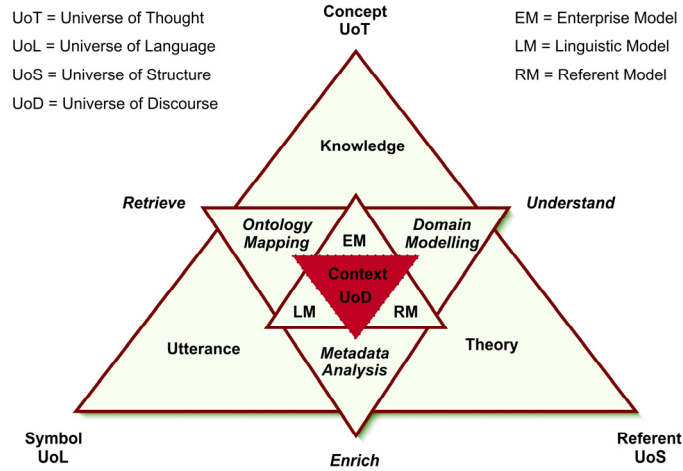 UoT = Universe of Thought
UoL = Universe of Language
UoS = Universe of Structure
UoD = Universe of Discourse
Concept
UoT
EM = Enterprise Model
LM = Linguistic Model
RM = Referent Model
Knowledge
Retrieve
Understand
Ontology
Mapping
EM
Domain
Modelling
Context
UoD
LM
RM
Utterance
Metadata
Analysis
Theory
Symbol
UoL
Enrich
Referent
UoS